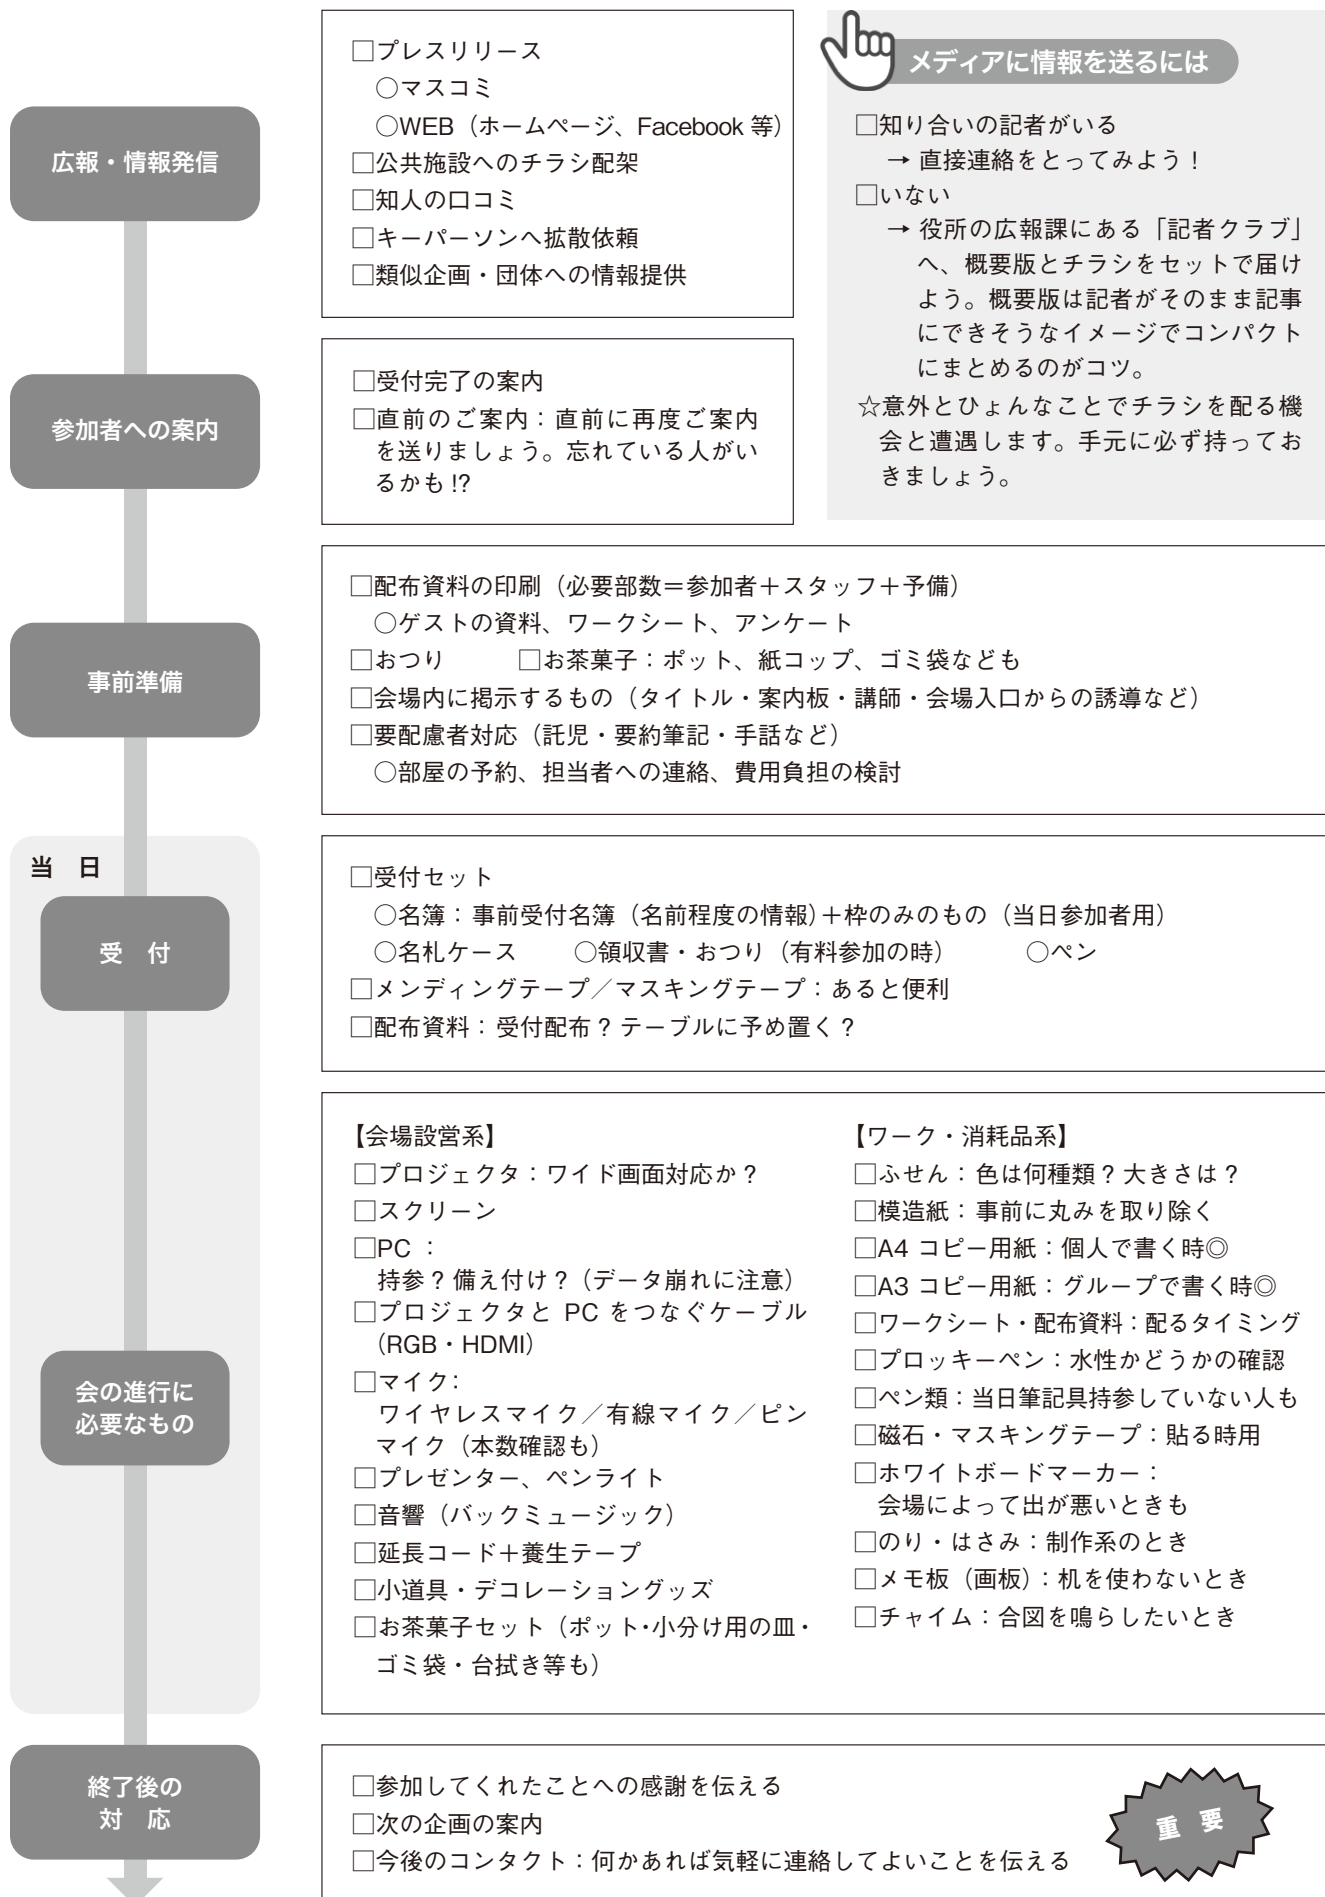 広報・情報発信
□プレスリリース
○マスコミ
○WEB（ホームページ、Facebook 等）
□公共施設へのチラシ配架
□知人の口コミ
□キーパーソンへ拡散依頼
□類似企画・団体への情報提供
メディアに情報を送るには
□知り合いの記者がいる
→ 直接連絡をとってみよう！
□いない
→ 役所の広報課にある「記者クラブ」
へ、概要版とチラシをセットで届け
よう。概要版は記者がそのまま記事
にできそうなイメージでコンパクト
にまとめるのがコツ。
☆意外とひょんなことでチラシを配る機
会と遭遇します。手元に必ず持ってお
きましょう。
参加者への案内
□受付完了の案内
□直前のご案内：直前に再度ご案内
を送りましょう。忘れている人がい
るかも !?
事前準備
□配布資料の印刷（必要部数＝参加者＋スタッフ＋予備）
○ゲストの資料、ワークシート、アンケート
□おつり　　□お茶菓子：ポット、紙コップ、ゴミ袋なども
□会場内に掲示するもの（タイトル・案内板・講師・会場入口からの誘導など）
□要配慮者対応（託児・要約筆記・手話など）
○部屋の予約、担当者への連絡、費用負担の検討
当　日
受　付
□受付セット
○名簿：事前受付名簿（名前程度の情報）＋枠のみのもの（当日参加者用）
○名札ケース　　○領収書・おつり（有料参加の時）　　○ペン
□メンディングテープ／マスキングテープ：あると便利
□配布資料：受付配布？テーブルに予め置く？
会の進行に
必要なもの
【会場設営系】
□プロジェクタ：ワイド画面対応か？
□スクリーン
□PC ：
持参？備え付け？（データ崩れに注意）
□プロジェクタと PC をつなぐケーブル
（RGB・HDMI）
□マイク：
ワイヤレスマイク／有線マイク／ピン
マイク（本数確認も）
□プレゼンター、ペンライト
□音響（バックミュージック）
□延長コード＋養生テープ
□小道具・デコレーショングッズ
□お茶菓子セット（ポット・小分け用の皿・
ゴミ袋・台拭き等も）
【ワーク・消耗品系】
□ふせん：色は何種類？大きさは？
□模造紙：事前に丸みを取り除く
□A4 コピー用紙：個人で書く時◎
□A3 コピー用紙：グループで書く時◎
□ワークシート・配布資料：配るタイミング
□プロッキーペン：水性かどうかの確認
□ペン類：当日筆記具持参していない人も
□磁石・マスキングテープ：貼る時用
□ホワイトボードマーカー：
会場によって出が悪いときも
□のり・はさみ：制作系のとき
□メモ板（画板）：机を使わないとき
□チャイム：合図を鳴らしたいとき
終了後の
対　応
□参加してくれたことへの感謝を伝える
□次の企画の案内
□今後のコンタクト：何かあれば気軽に連絡してよいことを伝える
重　要